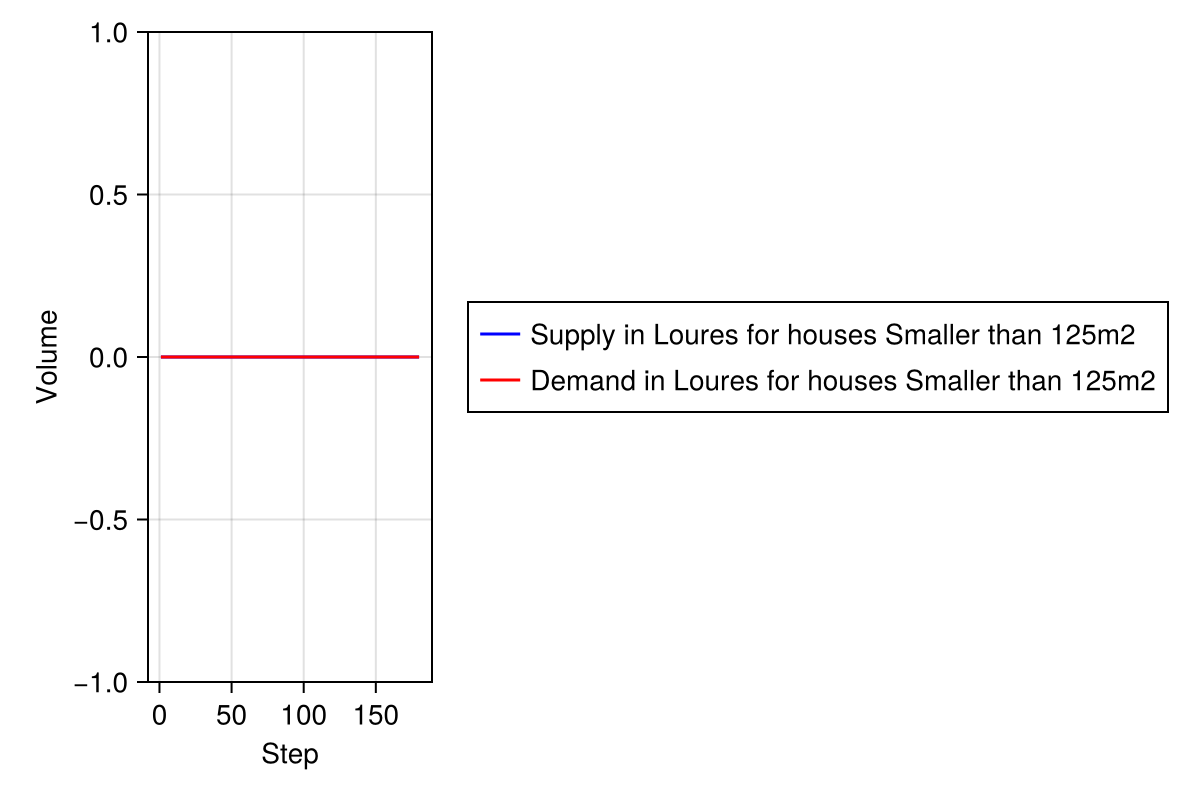 1.0
0.5
0.0
−0.5
−1.0
Volume
0 50 100 150
Step
Supply in Loures for houses Smaller than 125m2
Demand in Loures for houses Smaller than 125m2